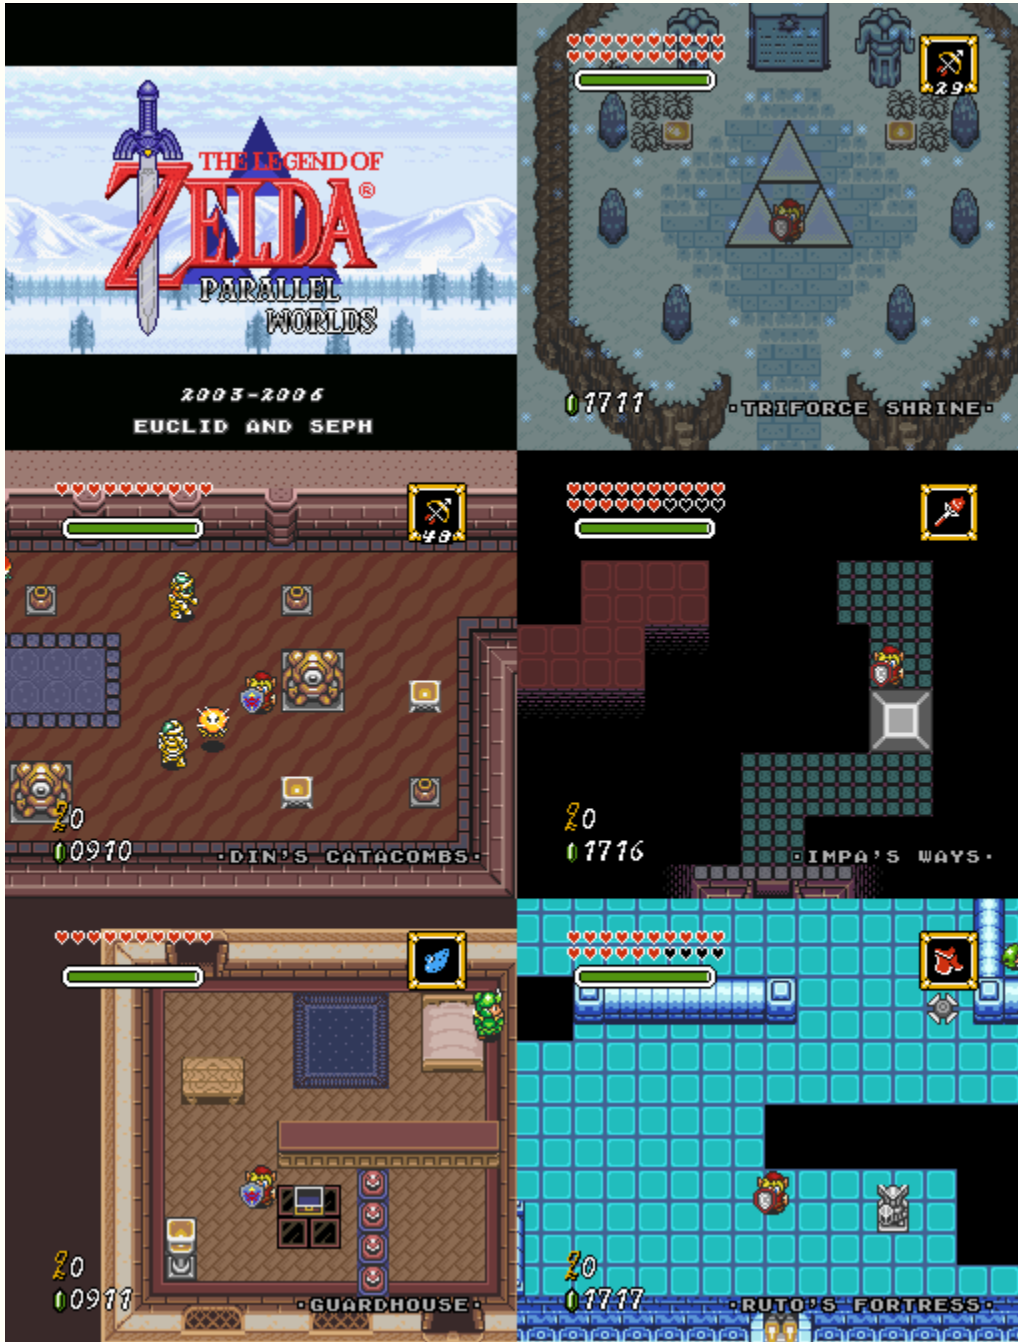 THE LEGEND OF
ZELDA®
PARALLEL
WORLDS
2003-2006
EUCLID AND SEPH
29
1711
·TRIFORCE SHRINE·
48
0
0910
·DIN'S CATACOMBS·
0
1716
·IMPA'S WAYS·
0
0911
·GUARDHOUSE·
0
1717
·RUTO'S FORTRESS·